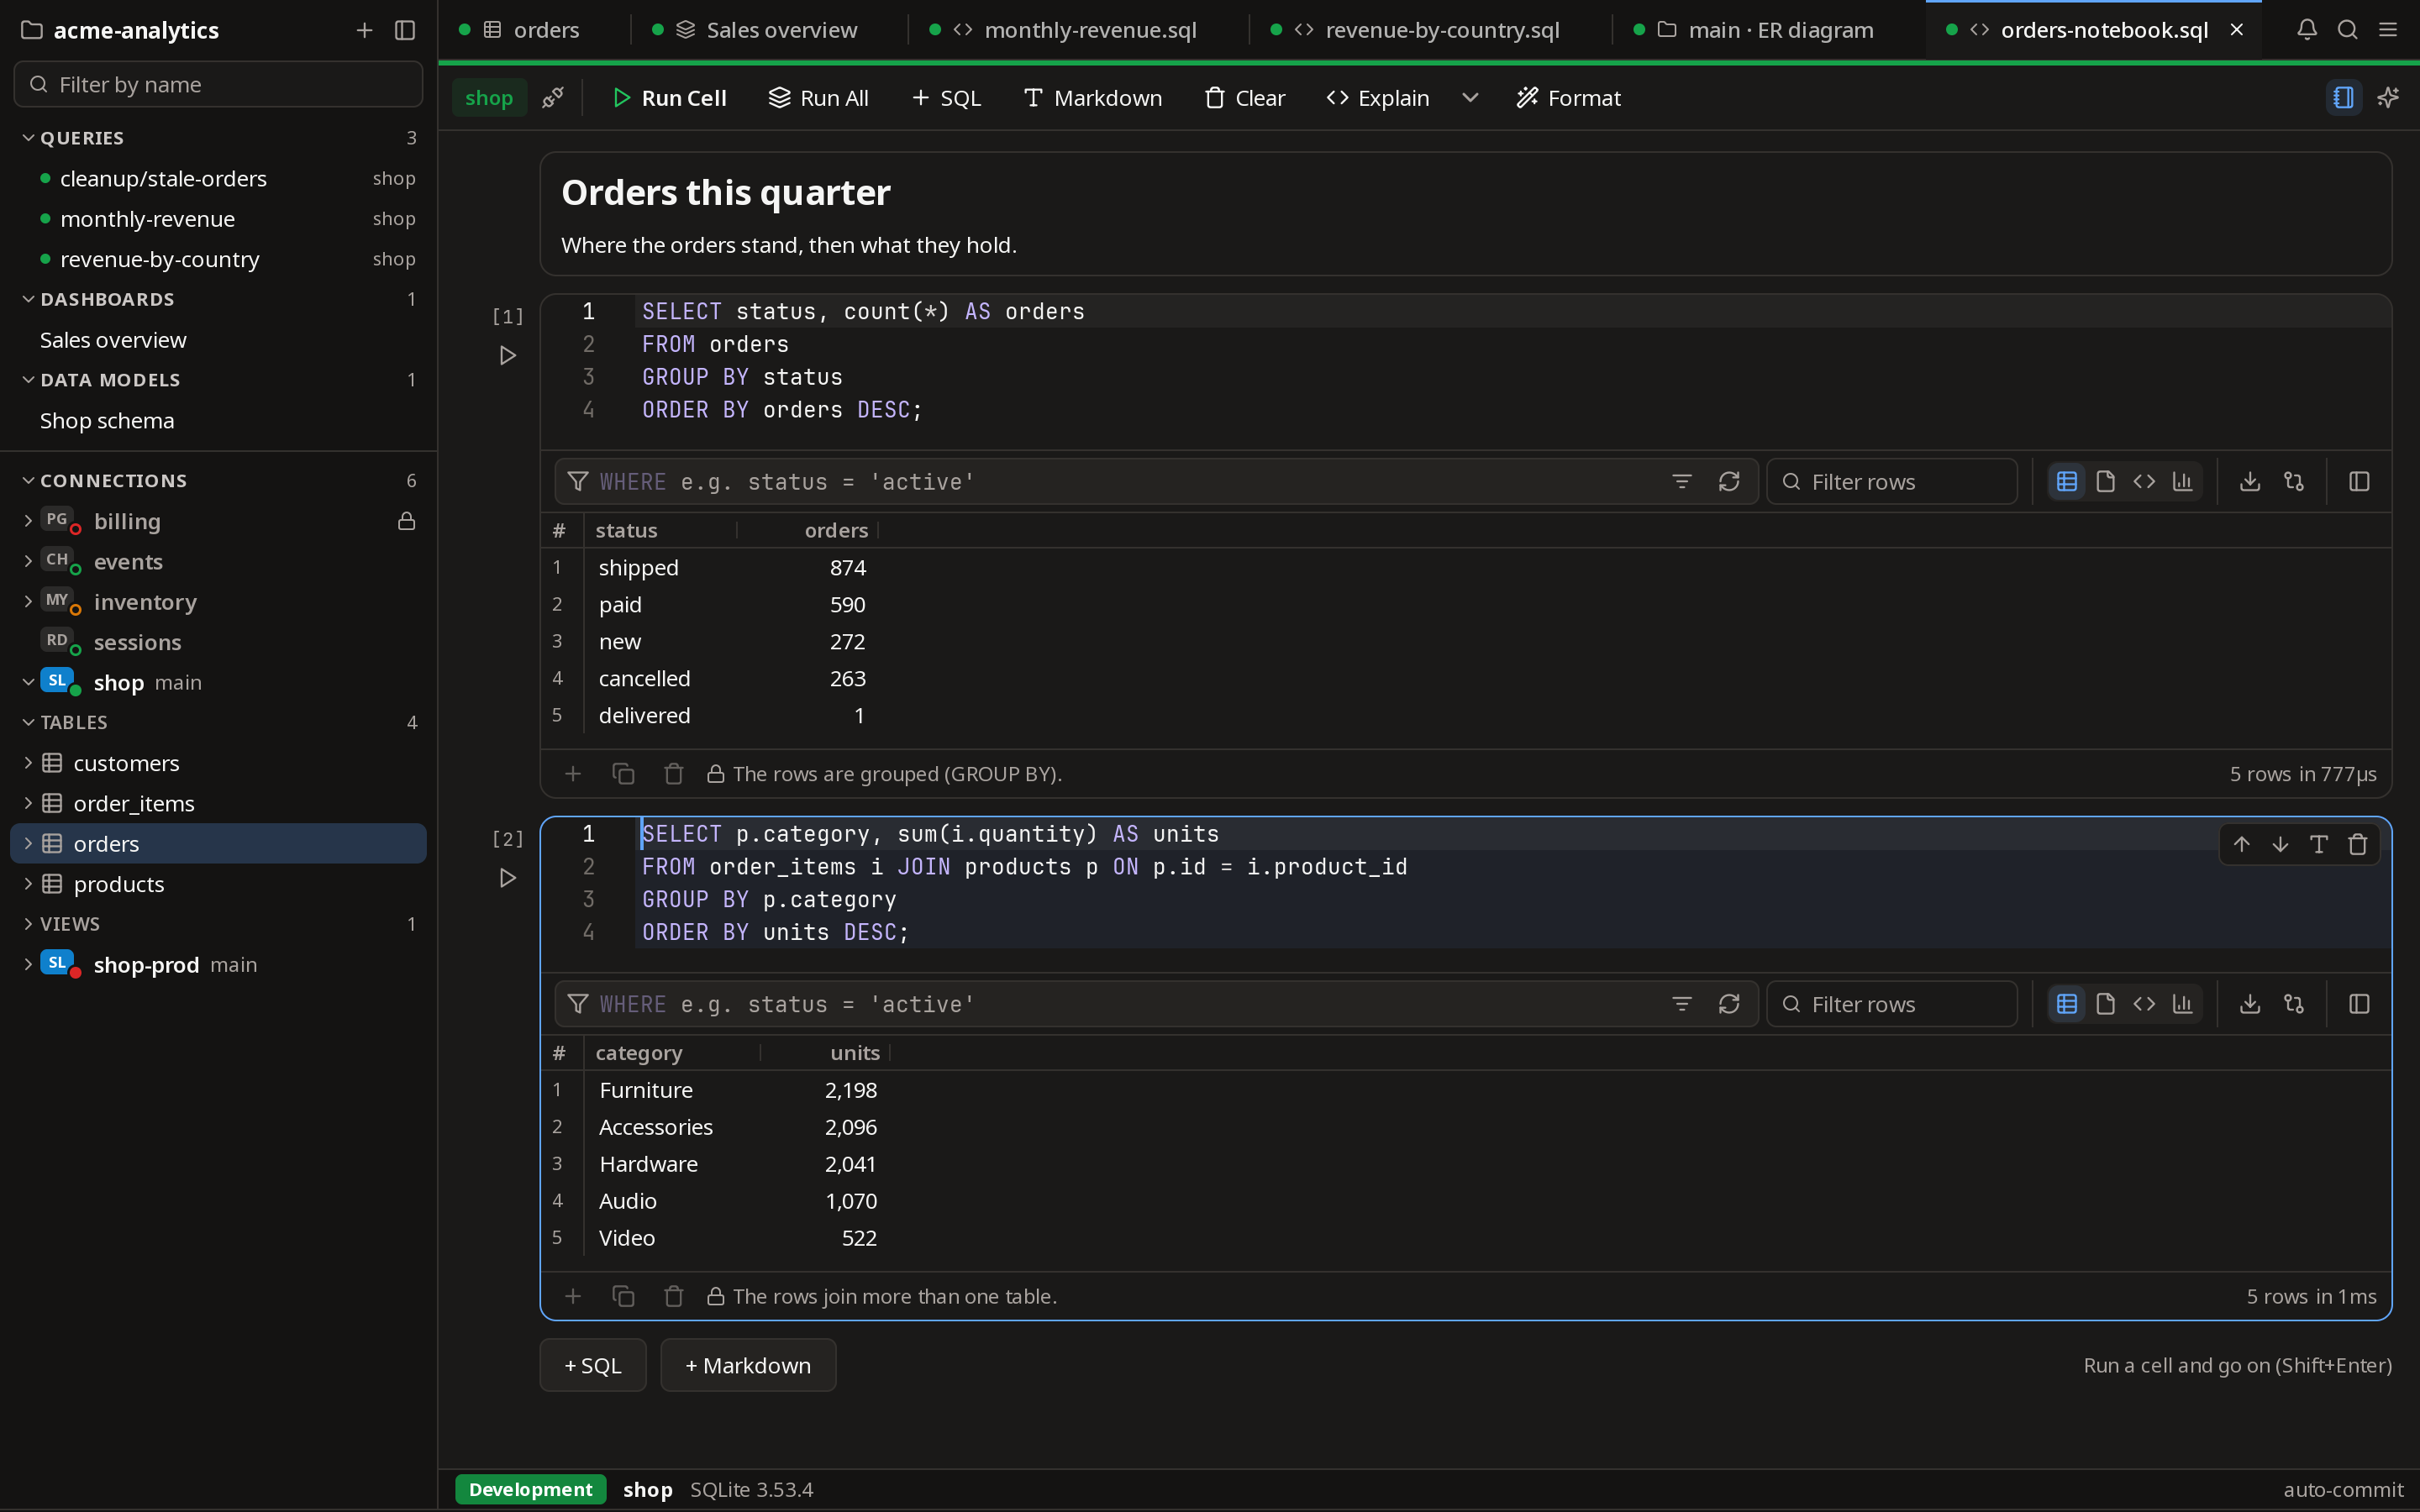 acme-analytics
Filter by name
QUERIES 3
cleanup/stale-orders shop
monthly-revenue shop
revenue-by-country shop
DASHBOARDS 1
Sales overview
DATA MODELS 1
Shop schema
CONNECTIONS 6
PG billing
CH events
MY inventory
RD sessions
SL shop main
TABLES 4
customers
order_items
orders
products
VIEWS 1
SL shop-prod main
orders
Sales overview
monthly-revenue.sql
revenue-by-country.sql
main · ER diagram
orders-notebook.sql
shop Run Cell Run All SQL Markdown Clear Explain Format
Orders this quarter
Where the orders stand, then what they hold.
[1]
1 SELECT status, count(*) AS orders
2 FROM orders
3 GROUP BY status
4 ORDER BY orders DESC;
WHERE e.g. status = 'active' Filter rows
# status orders
1 shipped 874
2 paid 590
3 new 272
4 cancelled 263
5 delivered 1
The rows are grouped (GROUP BY). 5 rows in 777µs
[2]
1 SELECT p.category, sum(i.quantity) AS units
2 FROM order_items i JOIN products p ON p.id = i.product_id
3 GROUP BY p.category
4 ORDER BY units DESC;
WHERE e.g. status = 'active' Filter rows
# category units
1 Furniture 2,198
2 Accessories 2,096
3 Hardware 2,041
4 Audio 1,070
5 Video 522
The rows join more than one table. 5 rows in 1ms
+ SQL + Markdown Run a cell and go on (Shift+Enter)
Development shop SQLite 3.53.4 auto-commit